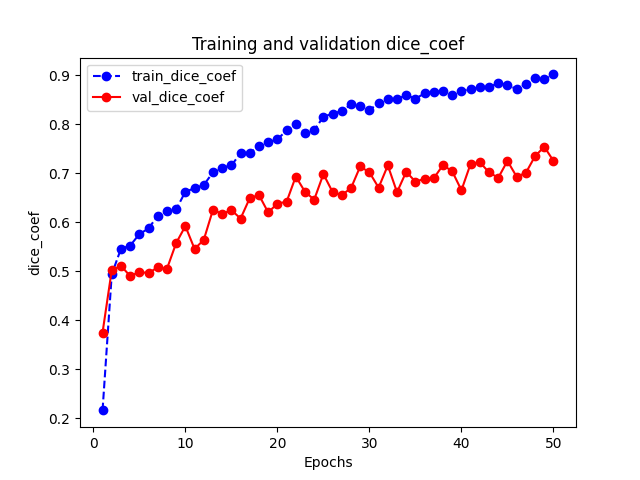 Training and validation dice_coef
train_dice_coef
val_dice_coef
dice_coef
0.9
0.8
0.7
0.6
0.5
0.4
0.3
0.2
0 10 20 30 40 50
Epochs